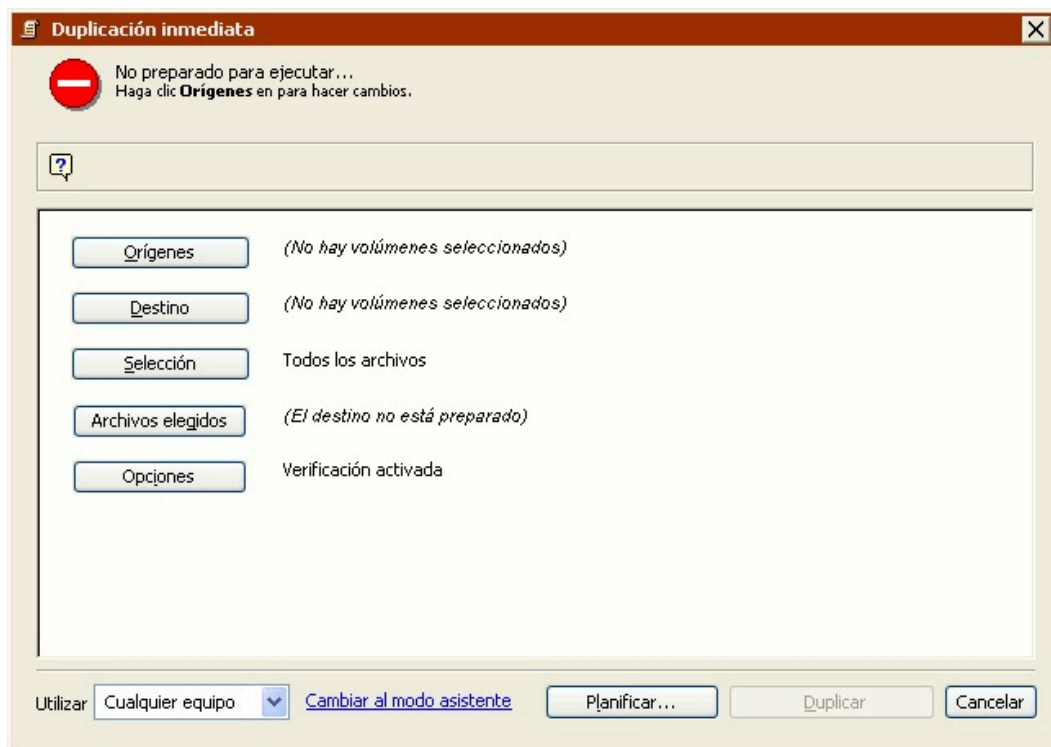 Duplicación inmediata
No preparado para ejecutar...
Haga clic Orígenes en para hacer cambios.
?
Orígenes (No hay volúmenes seleccionados)
Destino (No hay volúmenes seleccionados)
Selección Todos los archivos
Archivos elegidos (El destino no está preparado)
Opciones Verificación activada
Utilizar Cualquier equipo Cambiar al modo asistente Planificar... Duplicar Cancelar